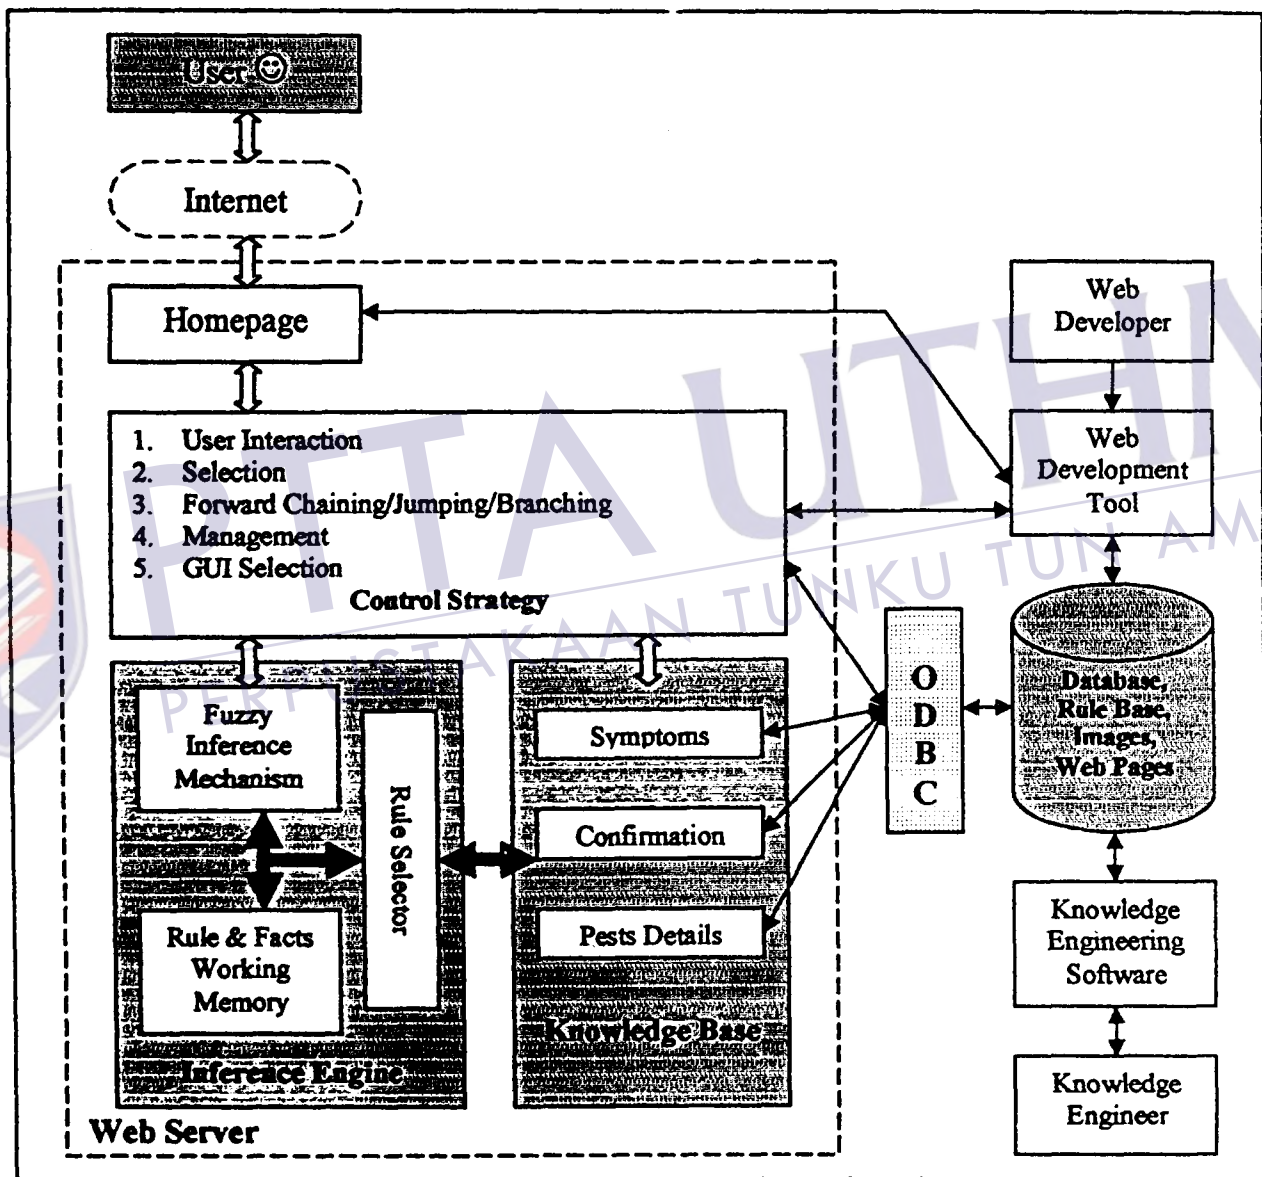 User
Internet
Homepage
1. User Interaction
2. Selection
3. Forward Chaining/Jumping/Branching
4. Management
5. GUI Selection
Control Strategy
Fuzzy
Inference
Mechanism
Rule & Facts
Working
Memory
Rule Selector
Inference Engine
Symptoms
Confirmation
Pests Details
Knowledge Base
Web Server
O
D
B
C
Web
Developer
Web
Development
Tool
Database,
Rule Base,
Images,
Web Pages
Knowledge
Engineering
Software
Knowledge
Engineer
PTTA UTHM
PERPUSTAKAAN TUNKU TUN AM